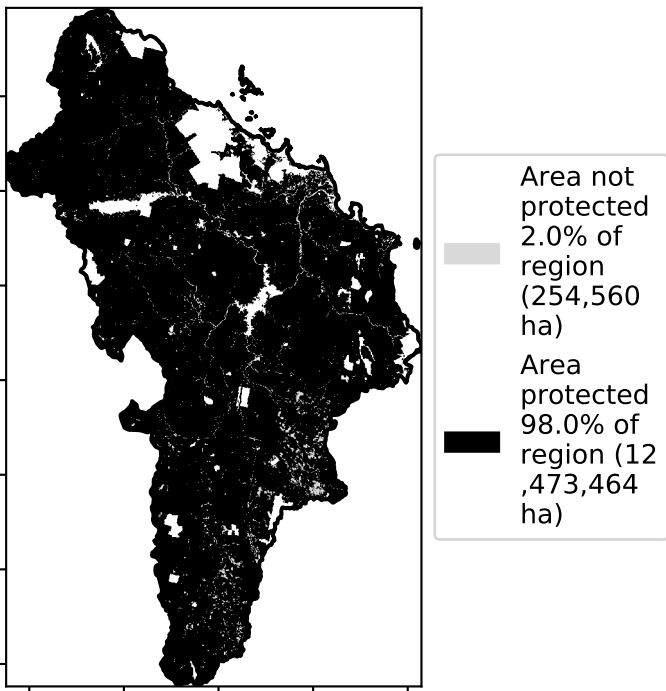 Area not
protected
2.0% of
region
(254,560
ha)
Area
protected
98.0% of
region (12
,473,464
ha)